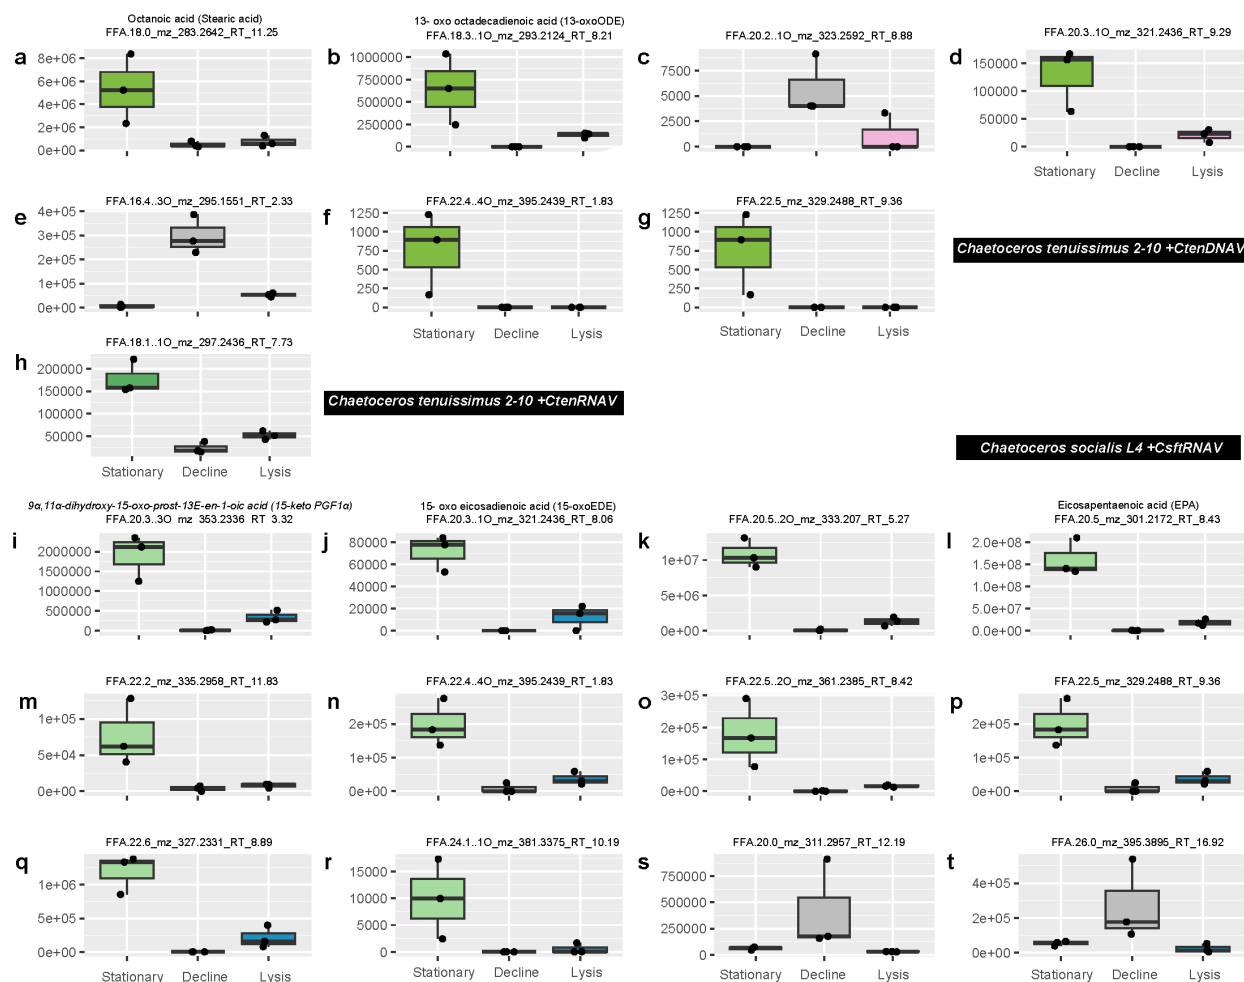 Octanoic acid (Stearic acid)
FFA.18.0_mz_283.2642_RT_11.25
a
8e+06
6e+06
4e+06
2e+06
0e+00
13- oxo octadecadienoic acid (13-oxoODE)
FFA.18.3..1O_mz_293.2124_RT_8.21
b
1000000
750000
500000
250000
0
FFA.20.2..1O_mz_323.2592_RT_8.88
c
7500
5000
2500
0
FFA.20.3..1O_mz_321.2436_RT_9.29
d
100000
50000
0
Stationary Decline Lysis
FFA.16.4..3O_mz_295.1551_RT_2.33
e
4e+05
3e+05
2e+05
1e+05
0e+00
FFA.22.4..4O_mz_395.2439_RT_1.83
f
1250
1000
750
500
250
0
Stationary Decline Lysis
FFA.22.5_mz_329.2488_RT_9.36
g
1250
1000
750
500
250
0
Stationary Decline Lysis
Chaetoceros tenuissimus 2-10 +CtenDNAV
FFA.18.1..1O_mz_297.2436_RT_7.73
h
200000
150000
100000
50000
Stationary Decline Lysis
Chaetoceros tenuissimus 2-10 +CtenRNAV
Chaetoceros socialis L4 +CsftRNAV
9α,11α-dihydroxy-15-oxo-prost-13E-en-1-oic acid (15-keto PGF1α)
FFA.20.3..3O_mz_353.2336_RT_3.32
i
2000000
1500000
1000000
500000
0
15- oxo eicosadienoic acid (15-oxoEDE)
FFA.20.3..1O_mz_321.2436_RT_8.06
j
80000
60000
40000
20000
0
FFA.20.5..2O_mz_333.207_RT_5.27
k
1e+07
5e+06
0e+00
Eicosapentaenoic acid (EPA)
FFA.20.5_mz_301.2172_RT_8.43
l
2.0e+08
1.5e+08
1.0e+08
5.0e+07
0.0e+00
FFA.22.2_mz_335.2958_RT_11.83
m
1e+05
5e+04
0e+00
FFA.22.4..4O_mz_395.2439_RT_1.83
n
2e+05
1e+05
0e+00
FFA.22.5..2O_mz_361.2385_RT_8.42
o
3e+05
2e+05
1e+05
0e+00
FFA.22.5_mz_329.2488_RT_9.36
p
2e+05
1e+05
0e+00
FFA.22.6_mz_327.2331_RT_8.89
q
1e+06
5e+05
0e+00
Stationary Decline Lysis
FFA.24.1..1O_mz_381.3375_RT_10.19
r
15000
10000
5000
0
Stationary Decline Lysis
FFA.20.0_mz_311.2957_RT_12.19
s
750000
500000
250000
0
Stationary Decline Lysis
FFA.26.0_mz_395.3895_RT_16.92
t
4e+05
2e+05
0e+00
Stationary Decline Lysis